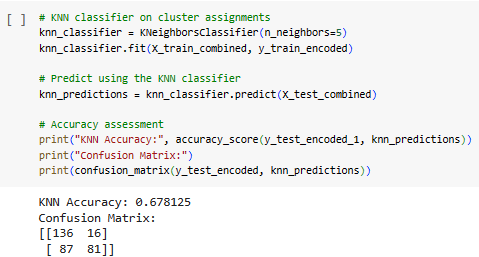 [ ] # KNN classifier on cluster assignments
knn_classifier = KNeighborsClassifier(n_neighbors=5)
knn_classifier.fit(X_train_combined, y_train_encoded)
# Predict using the KNN classifier
knn_predictions = knn_classifier.predict(X_test_combined)
# Accuracy assessment
print("KNN Accuracy:", accuracy_score(y_test_encoded_1, knn_predictions))
print("Confusion Matrix:")
print(confusion_matrix(y_test_encoded, knn_predictions))
KNN Accuracy: 0.678125
Confusion Matrix:
[[136 16]
[ 87 81]]